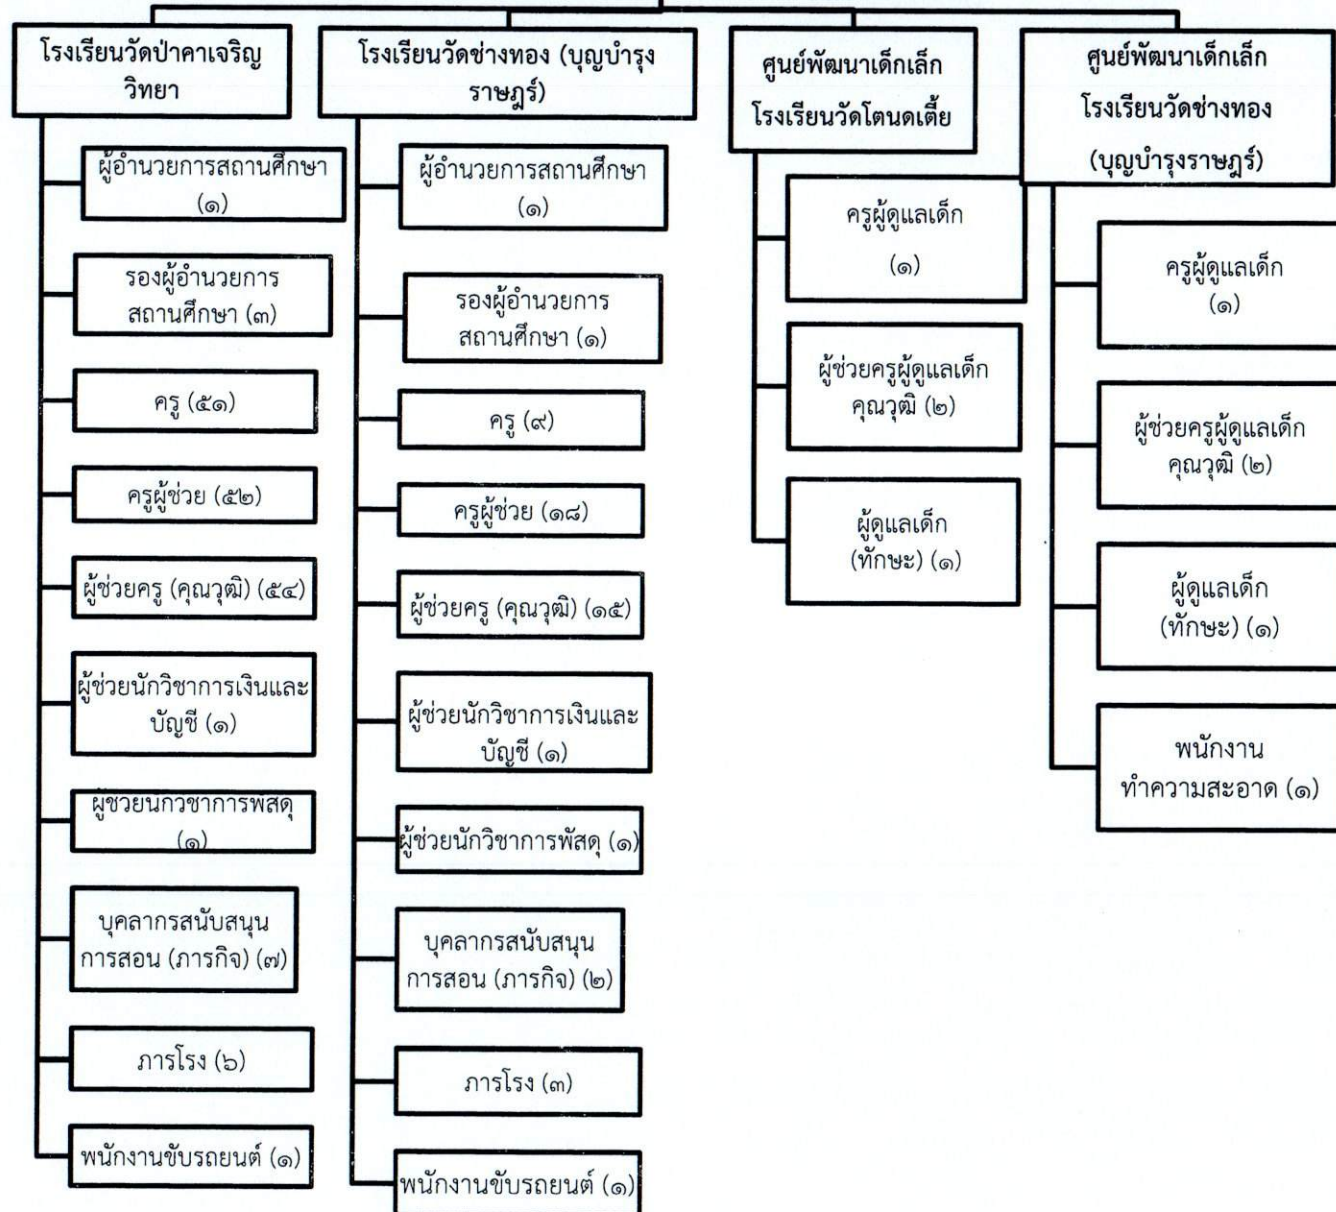 โรงเรียนวัดป่าคาเจริญ
วิทยา
ผู้อำนวยการสถานศึกษา
(๑)
รองผู้อำนวยการ
สถานศึกษา (๓)
ครู (๕๑)
ครูผู้ช่วย (๕๒)
ผู้ช่วยครู (คุณวุฒิ) (๕๔)
ผู้ช่วยนักวิชาการเงินและ
บัญชี (๑)
ผู้ช่วยนักวิชาการพัสดุ
(๑)
บุคลากรสนับสนุน
การสอน (ภารกิจ) (๗)
ภารโรง (๖)
พนักงานขับรถยนต์ (๑)
โรงเรียนวัดช่างทอง (บุญบำรุง
ราษฎร์)
ผู้อำนวยการสถานศึกษา
(๑)
รองผู้อำนวยการ
สถานศึกษา (๑)
ครู (๙)
ครูผู้ช่วย (๑๘)
ผู้ช่วยครู (คุณวุฒิ) (๑๕)
ผู้ช่วยนักวิชาการเงินและ
บัญชี (๑)
ผู้ช่วยนักวิชาการพัสดุ (๑)
บุคลากรสนับสนุน
การสอน (ภารกิจ) (๒)
ภารโรง (๓)
พนักงานขับรถยนต์ (๑)
ศูนย์พัฒนาเด็กเล็ก
โรงเรียนวัดโตนดเตี้ย
ครูผู้ดูแลเด็ก
(๑)
ผู้ช่วยครูผู้ดูแลเด็ก
คุณวุฒิ (๒)
ผู้ดูแลเด็ก
(ทักษะ) (๑)
ศูนย์พัฒนาเด็กเล็ก
โรงเรียนวัดช่างทอง
(บุญบำรุงราษฎร์)
ครูผู้ดูแลเด็ก
(๑)
ผู้ช่วยครูผู้ดูแลเด็ก
คุณวุฒิ (๒)
ผู้ดูแลเด็ก
(ทักษะ) (๑)
พนักงาน
ทำความสะอาด (๑)